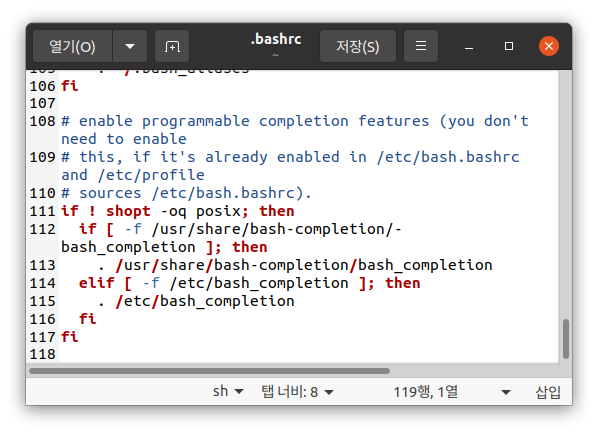 열기(O)
.bashrc
~
저장(S)
106 fi
107
108 # enable programmable completion features (you don't
need to enable
109 # this, if it's already enabled in /etc/bash.bashrc
and /etc/profile
110 # sources /etc/bash.bashrc).
111 if ! shopt -oq posix; then
112 if [ -f /usr/share/bash-completion/-
bash_completion ]; then
113 . /usr/share/bash-completion/bash_completion
114 elif [ -f /etc/bash_completion ]; then
115 . /etc/bash_completion
116 fi
117 fi
118
sh 탭 너비: 8 119행, 1열 삽입